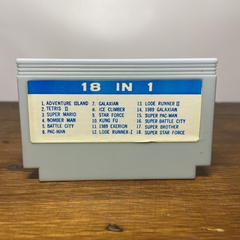 18 IN 1
1. ADVENTURE ISLAND
2. TETRIS II
3. SUPER MARIO
4. BOMBER MAN
5. BATTLE CITY
6. PAC-MAN
7. GALAXIAN
8. ICE CLIMBER
9. STAR FORCE
10. KUNG FU
11. 1989 EXERION
12. LODE RUNNER-I
13. LODE RUNNER II
14. 1989 GALAXIAN
15. SUPER PAC-MAN
16. SUPER BATTLE CITY
17. SUPER BROTHER
18. SUPER STAR FORCE